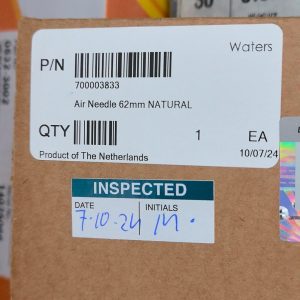 Waters
P/N
700003833
Air Needle 62mm NATURAL
QTY 1 EA
Product of The Netherlands 10/07/24
INSPECTED
DATE INITIALS
7-10-24